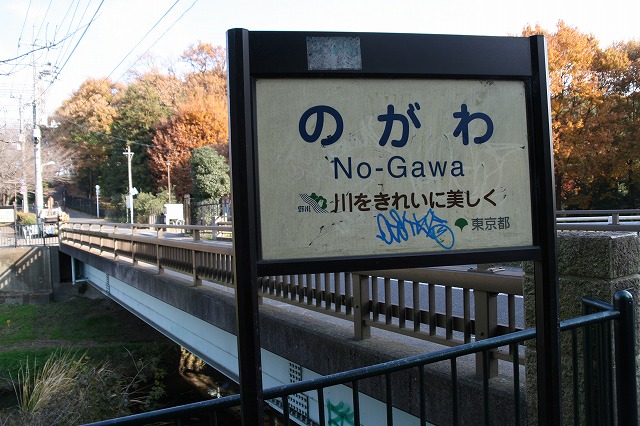 のがわ
No-Gawa
野川 川をきれいに美しく
東京都